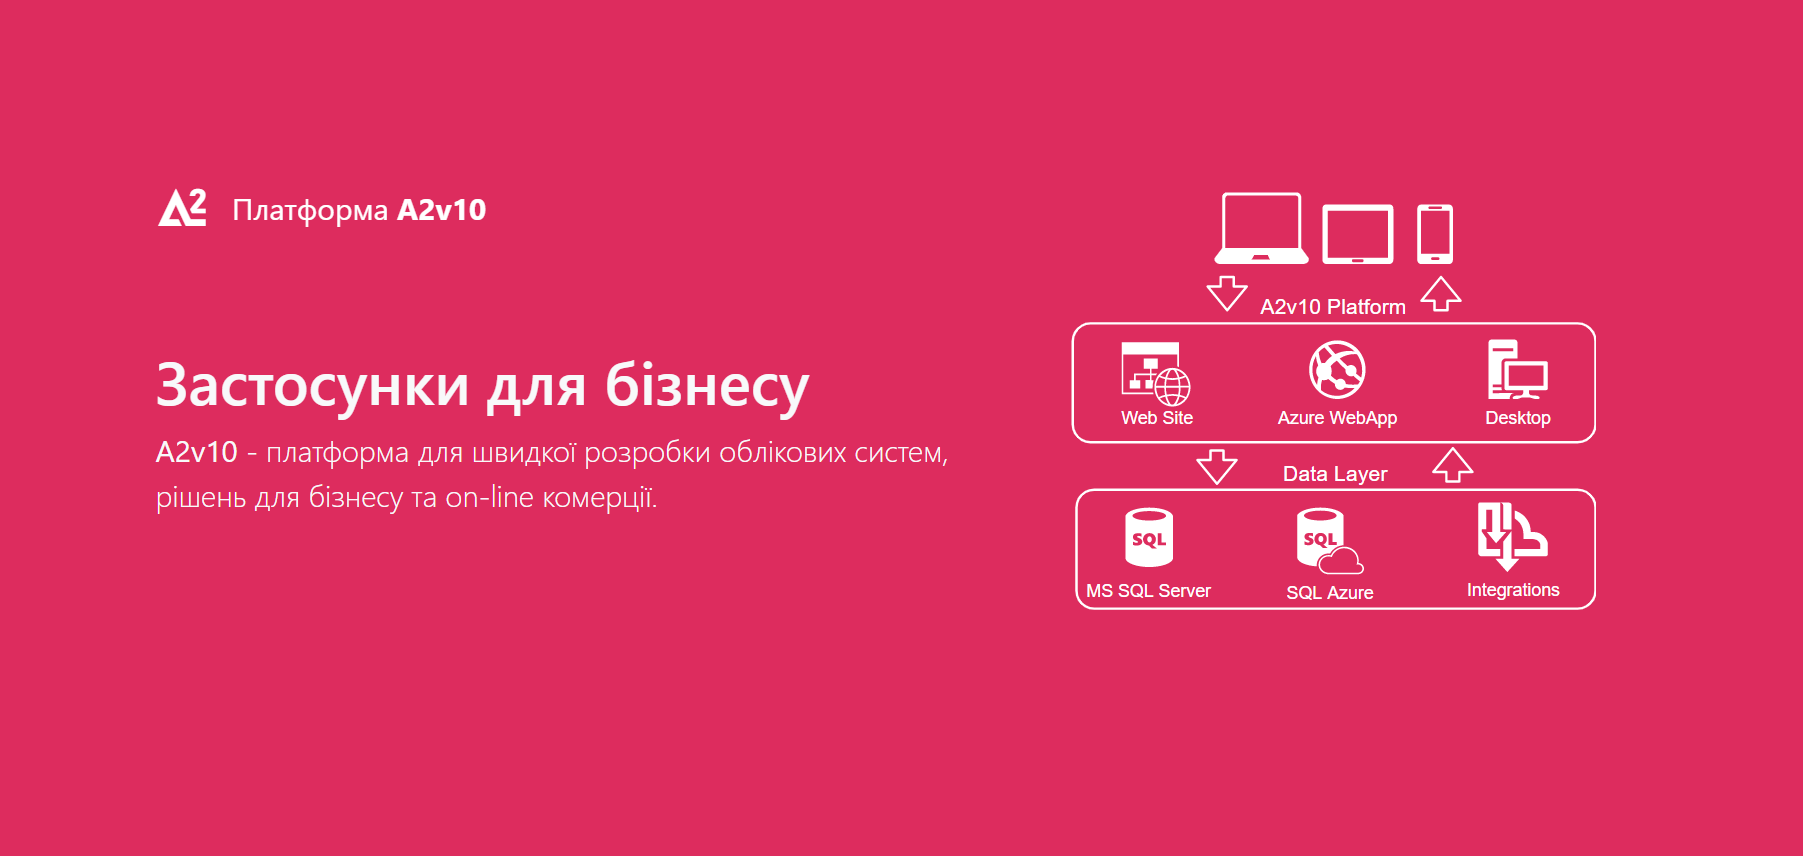 A2 Платформа A2v10
Застосунки для бізнесу
A2v10 - платформа для швидкої розробки облікових систем,
рішень для бізнесу та on-line комерції.
A2v10 Platform
Web Site
Azure WebApp
Desktop
Data Layer
SQL
SQL
MS SQL Server
SQL Azure
Integrations